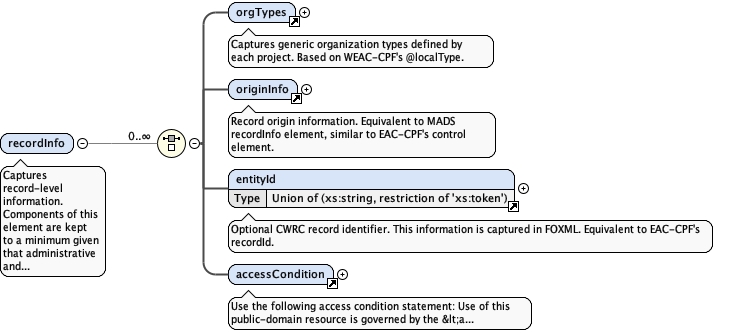 orgTypes
Captures generic organization types defined by
each project. Based on WEAC-CPF's @localType.
originInfo
Record origin information. Equivalent to MADS
recordInfo element, similar to EAC-CPF's control
element.
recordInfo
0..∞
Captures
record-level
information.
Components of this
element are kept
to a minimum given
that administrative
and...
entityId
Type Union of (xs:string, restriction of 'xs:token')
Optional CWRC record identifier. This information is captured in FOXML. Equivalent to EAC-CPF's
recordId.
accessCondition
Use the following access condition statement: Use of this
public-domain resource is governed by the &lt;a...